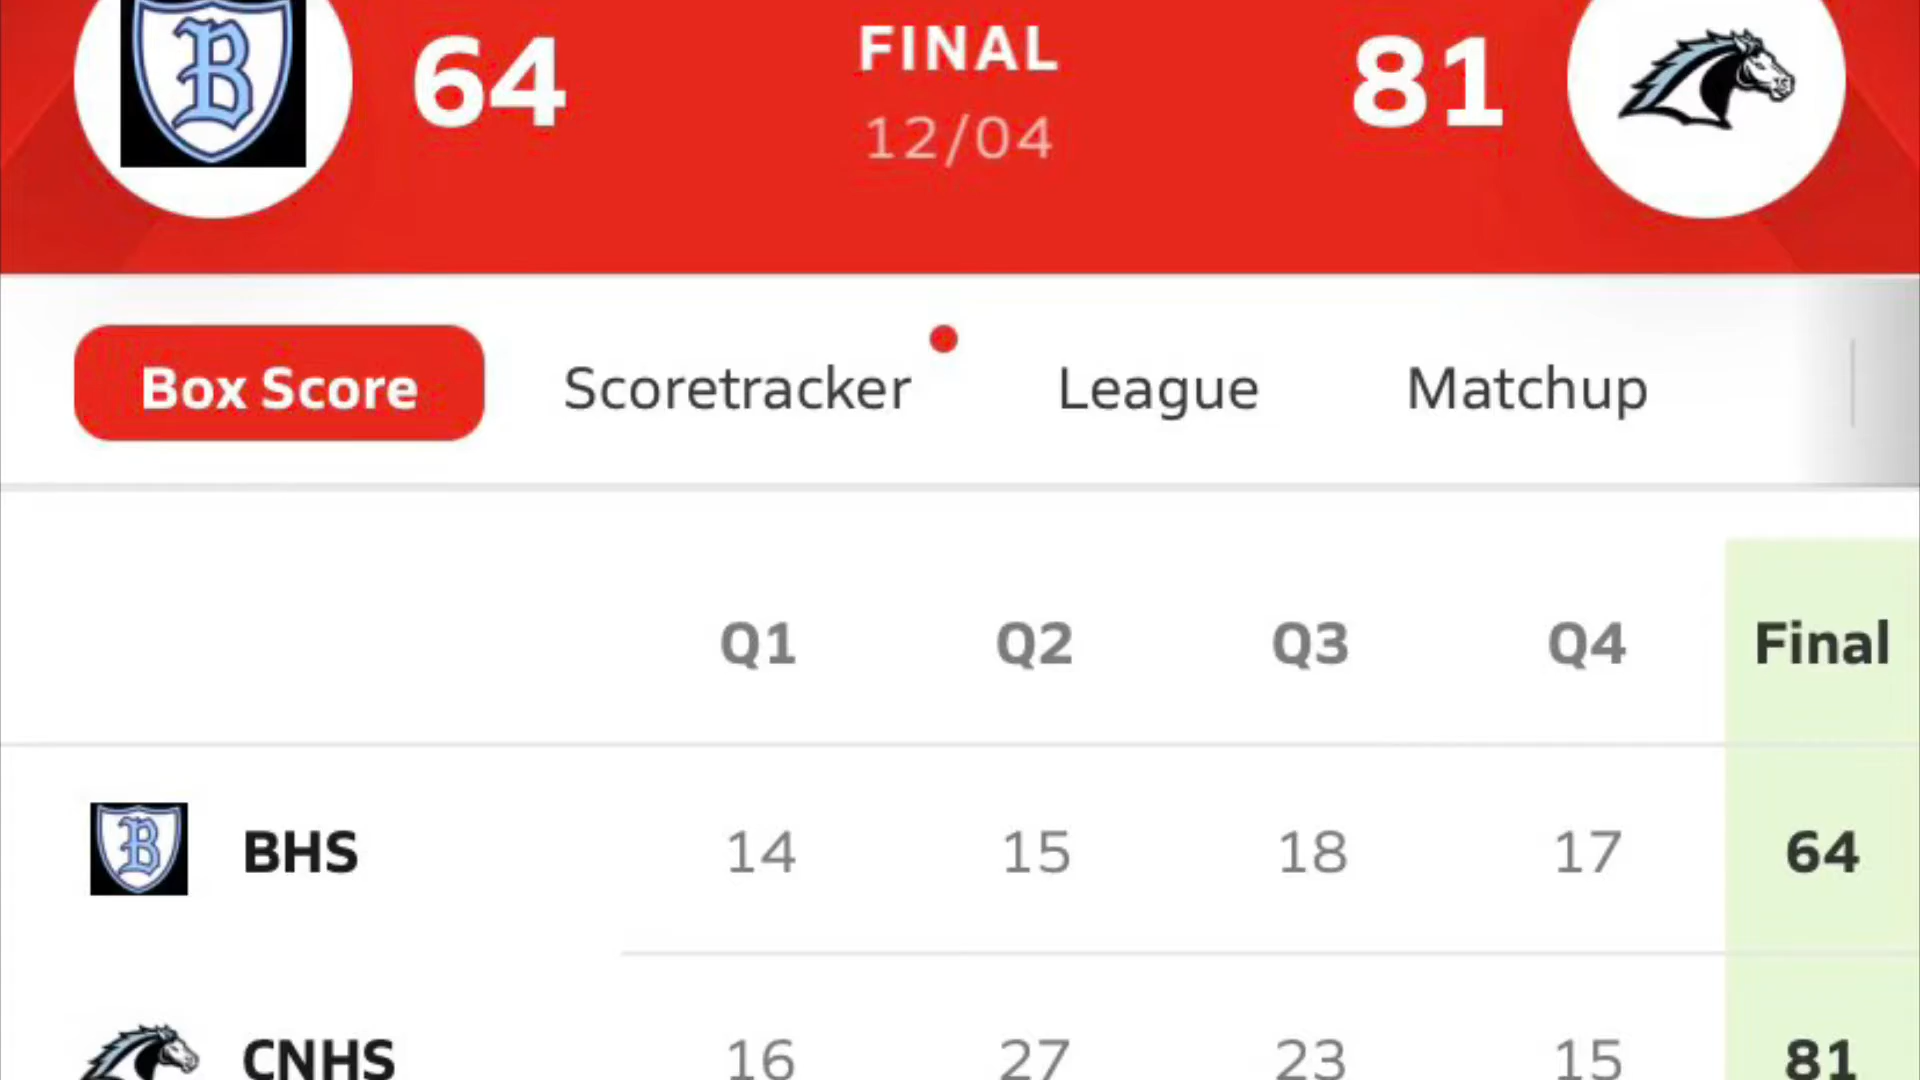 B 64 FINAL 81
12/04
Box Score Scoretracker League Matchup
Q1 Q2 Q3 Q4 Final
B BHS 14 15 18 17 64
CNHS 16 27 23 15 81